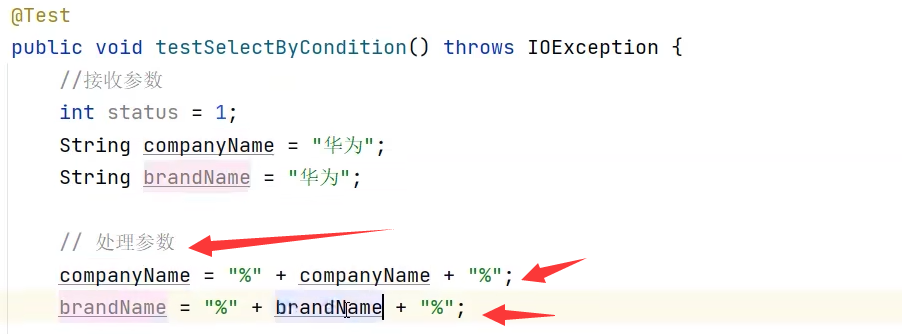 @Test
public void testSelectByCondition() throws IOException {
//接收参数
int status = 1;
String companyName = "华为";
String brandName = "华为";
// 处理参数
companyName = "%" + companyName + "%";
brandName = "%" + brandName + "%";